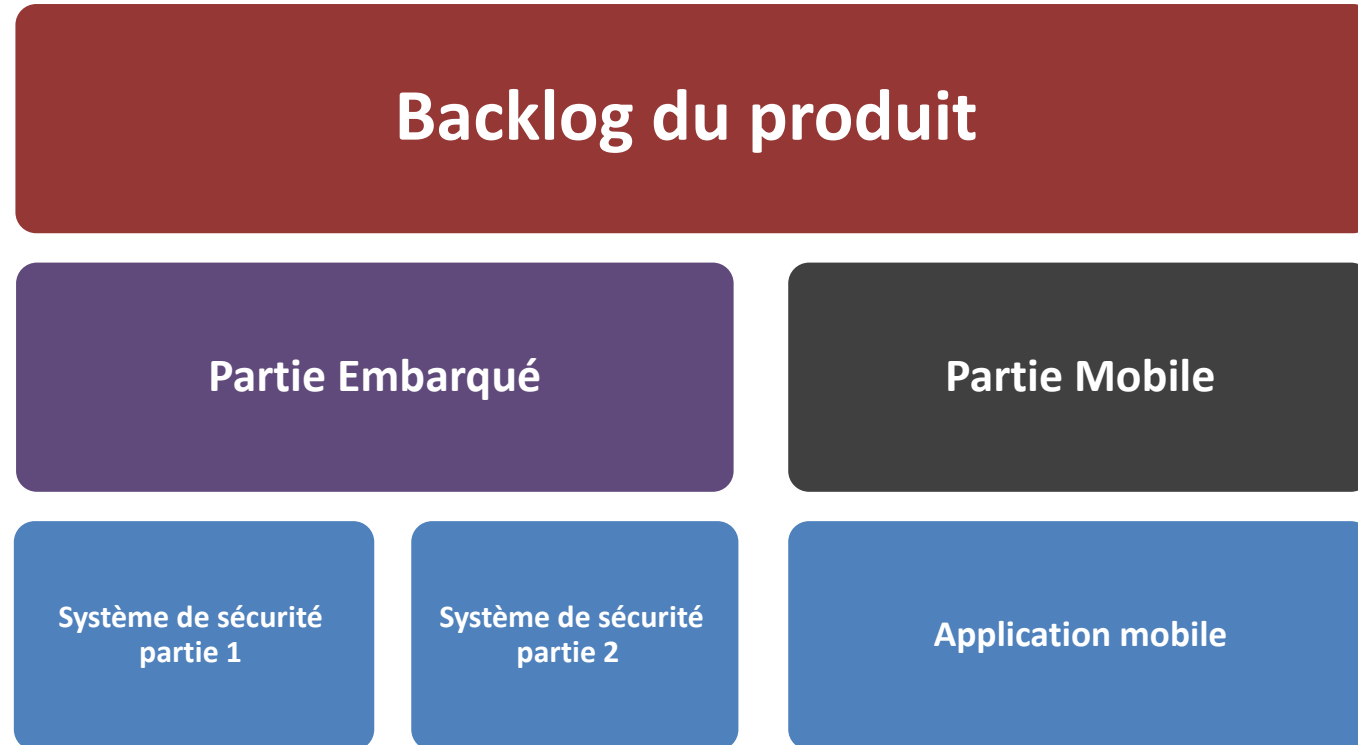 Backlog du produit
Partie Embarqué
Partie Mobile
Système de sécurité
partie 1
Système de sécurité
partie 2
Application mobile